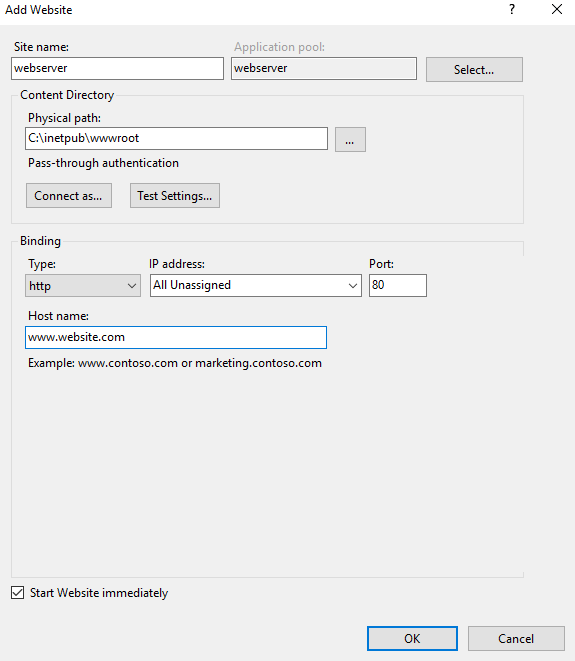 Add Website
?
Site name:
Application pool:
webserver
webserver
Select...
Content Directory
Physical path:
C:\inetpub\wwwroot
...
Pass-through authentication
Connect as...
Test Settings...
Binding
Type:
IP address:
Port:
http
All Unassigned
80
Host name:
www.website.com
Example: www.contoso.com or marketing.contoso.com
Start Website immediately
OK
Cancel